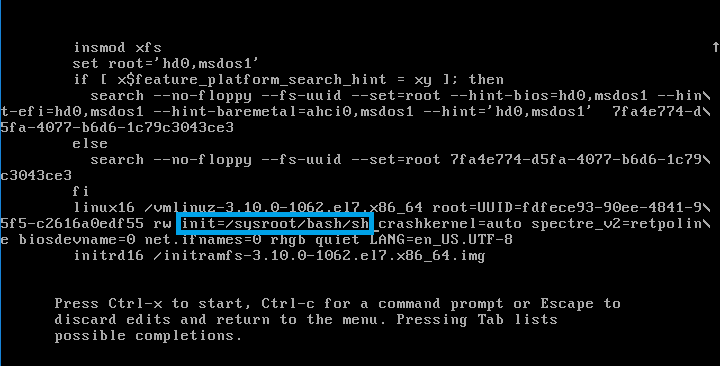 insmod xfs
set root='hd0,msdos1'
if [ x$feature_platform_search_hint = xy ]; then
search --no-floppy --fs-uuid --set=root --hint-bios=hd0,msdos1 --hin\
t-efi=hd0,msdos1 --hint-baremetal=ahci0,msdos1 --hint='hd0,msdos1'  7fa4e774-d\
5fa-4077-b6d6-1c79c3043ce3
else
search --no-floppy --fs-uuid --set=root 7fa4e774-d5fa-4077-b6d6-1c79\
c3043ce3
fi
linux16 /vmlinuz-3.10.0-1062.el7.x86_64 root=UUID=fdfece93-90ee-4841-9\
5f5-c2616a0edf55 rw init=/sysroot/bash/sh_crashkernel=auto spectre_v2=retpolin\
e biosdevname=0 net.ifnames=0 rhgb quiet LANG=en_US.UTF-8
initrd16 /initramfs-3.10.0-1062.el7.x86_64.img
Press Ctrl-x to start, Ctrl-c for a command prompt or Escape to
discard edits and return to the menu. Pressing Tab lists
possible completions.